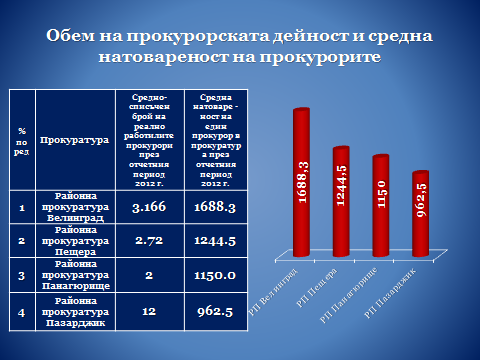 Обем на прокурорската дейност и средна
натовареност на прокурорите
%
по
ред
Прокуратура
Средно-
списъчен
брой на
реално
работилите
прокурори
през
отчетния
период
2012 г.
Средна
натоваре -
ност на
един
прокурор в
прокуратур
а през
отчетния
период
2012 г.
1
Районна
прокуратура
Велинград
3.166
1688.3
2
Районна
прокуратура
Пещера
2.72
1244.5
3
Районна
прокуратура
Панагюрище
2
1150.0
4
Районна
прокуратура
Пазарджик
12
962.5
1688,3
1244,5
1150
962,5
РП Велинград
РП Пещера
РП Панагюрище
РП Пазарджик